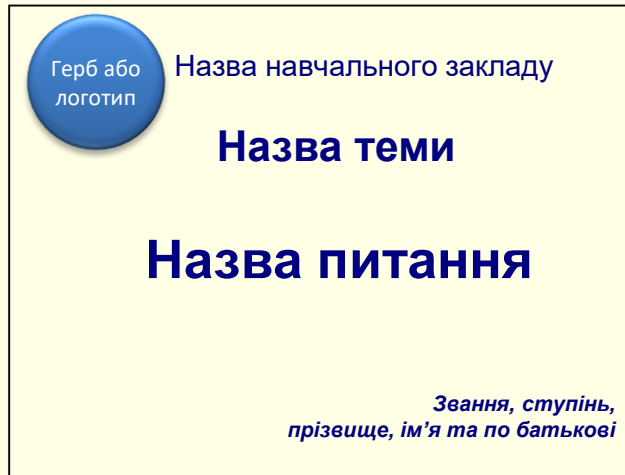 Герб або
логотип
Назва навчального закладу
Назва теми
Назва питання
Звання, ступінь,
прізвище, ім'я та по батькові